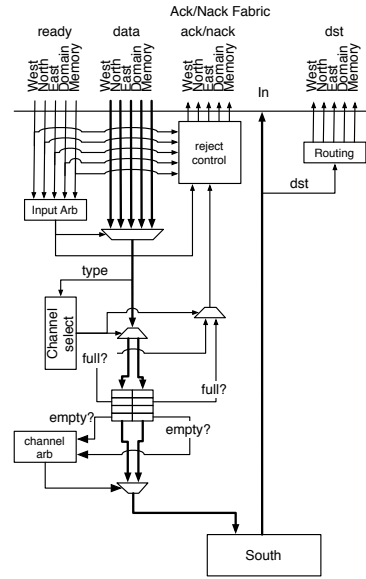 Ack/Nack Fabric
ready
data
ack/nack
dst
West
North
East
Domain
Memory
West
North
East
Domain
Memory
West
North
East
Domain
Memory
In
West
North
East
Domain
Memory
reject
control
Routing
dst
Input Arb
type
Channel
select
full?
full?
empty?
empty?
channel
arb
South